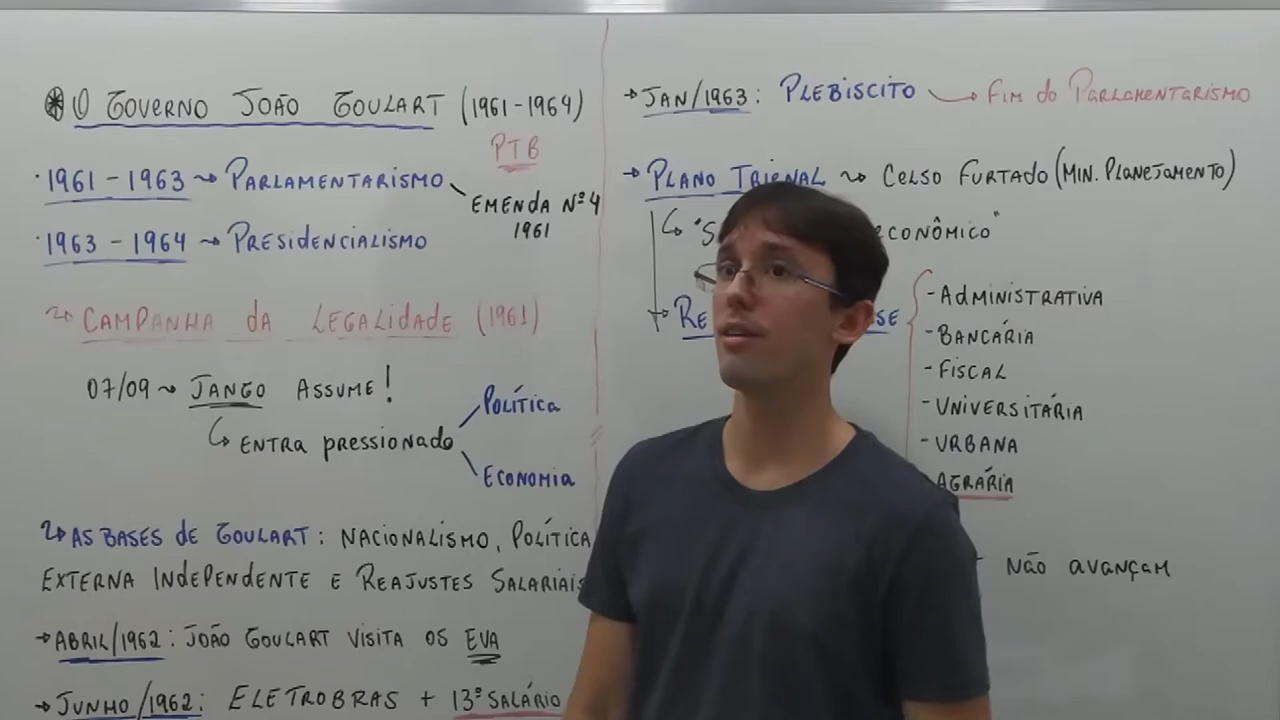 O GOVERNO JOÃO GOULART (1961-1964)
PTB
1961-1963 PARLAMENTARISMO
EMENDA Nº4
1961
1963-1964 PRESIDENCIALISMO
CAMPANHA da LEGALIDADE (1961)
07/09 JANGO ASSUME!
ENTRA PRESSIONADO
POLÍTICA
ECONOMIA
AS BASES dE GOULART: NACIONALISMO, POLÍTICA
EXTERNA INDEPENDENTE E REAJUSTES SALARIAIS
ABRIL/1962: JOÃO GOULART VISITA OS EVA
JUNHO/1962: ELETROBRAS + 13º SALÁRIO
JAN/1963: PLEBISCITO FIM do PARLAMENTARISMO
PLANO TRIENAL CELSO FURTADO (MIN. PLANEJAMENTO)
ECONÔMICO"
-ADMINISTRATIVA
-BANCÁRIA
-FISCAL
-UNIVERSITÁRIA
-URBANA
AGRÁRIA
NÃO AVANÇAM